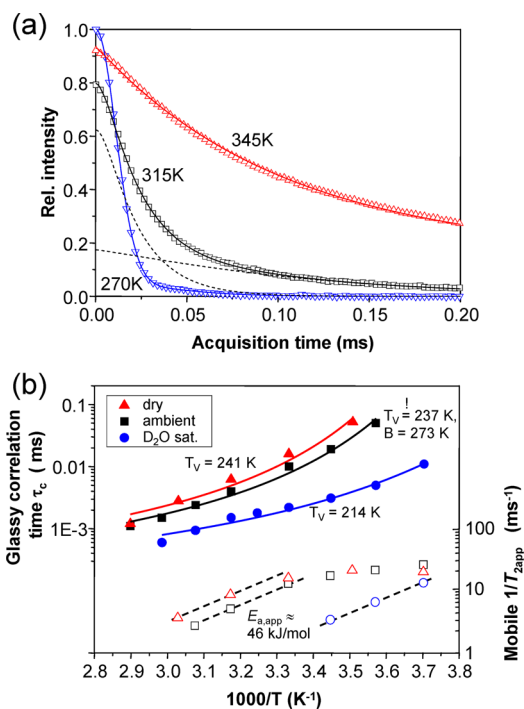 (a)
1.0
0.8
0.6
0.4
0.2
0.0
Rel. intensity
345K
315K
270K
0.00 0.05 0.10 0.15 0.20
Acquisition time (ms)
(b)
0.1
0.01
1E-3
Glassy correlation
time τc (ms)
dry
ambient
D2O sat.
!
TV = 237 K,
B = 273 K
TV = 241 K
TV = 214 K
Ea,app ≈
46 kJ/mol
100
10
1
Mobile 1/T2app (ms-1)
2.8 2.9 3.0 3.1 3.2 3.3 3.4 3.5 3.6 3.7 3.8
1000/T (K-1)